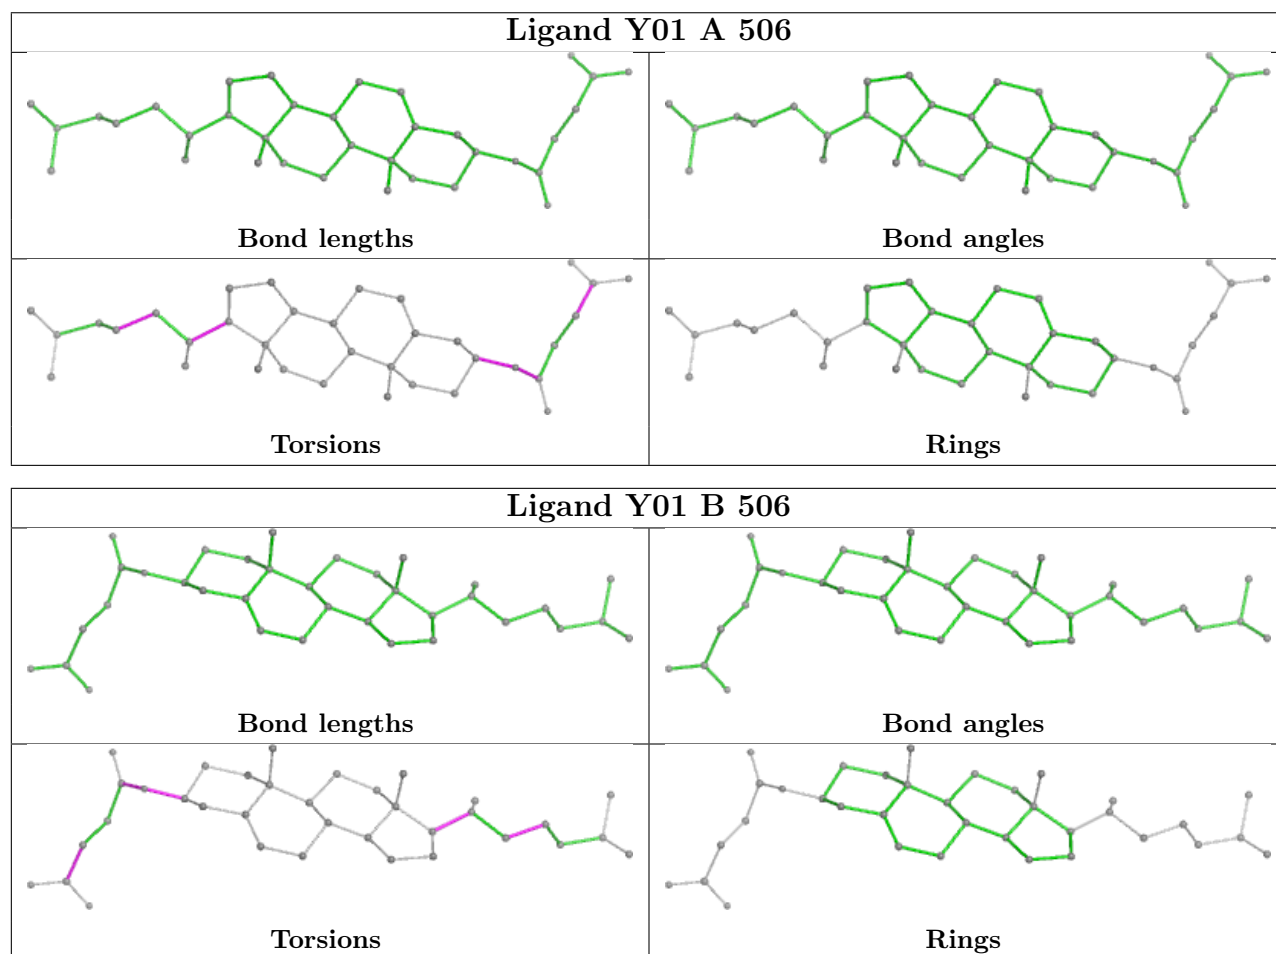 Ligand Y01 A 506
Bond lengths
Bond angles
Torsions
Rings
Ligand Y01 B 506
Bond lengths
Bond angles
Torsions
Rings